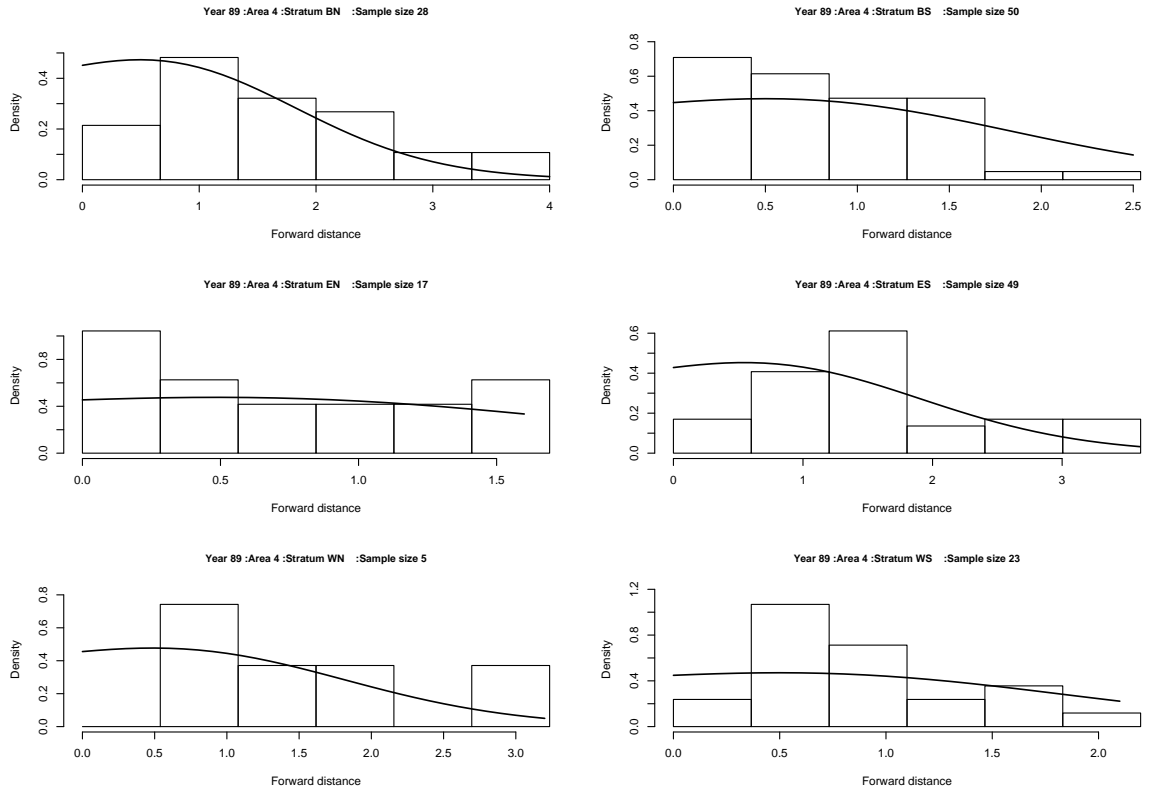 Year 89 :Area 4 :Stratum BN :Sample size 28
Density
0.0 0.2 0.4
0 1 2 3 4
Forward distance
Year 89 :Area 4 :Stratum BS :Sample size 50
Density
0.0 0.2 0.4 0.6 0.8
0.0 0.5 1.0 1.5 2.0 2.5
Forward distance
Year 89 :Area 4 :Stratum EN :Sample size 17
Density
0.0 0.4 0.8
0.0 0.5 1.0 1.5
Forward distance
Year 89 :Area 4 :Stratum ES :Sample size 49
Density
0.0 0.2 0.4 0.6
0 1 2 3
Forward distance
Year 89 :Area 4 :Stratum WN :Sample size 5
Density
0.0 0.2 0.4 0.6 0.8
0.0 0.5 1.0 1.5 2.0 2.5 3.0
Forward distance
Year 89 :Area 4 :Stratum WS :Sample size 23
Density
0.0 0.4 0.8 1.2
0.0 0.5 1.0 1.5 2.0
Forward distance